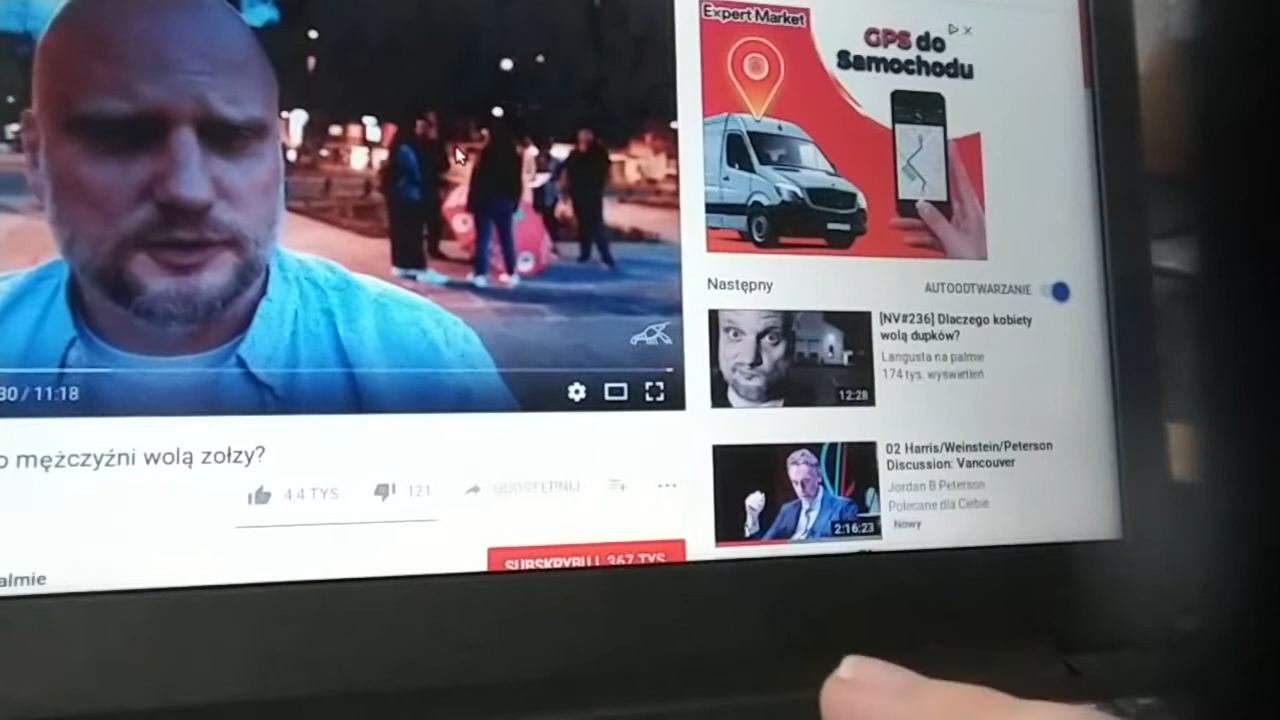 Expert Market
GPS do
Samochodu
Następny
AUTOODTWARZANIE
[NV#236] Dlaczego kobiety
wolą dupków?
Langusta na palmie
174 tys. wyświetleń
12:28
30 / 11:18
o mężczyźni wolą zołzy?
4,4 TYS
121
UDOSTĘPNIJ
02 Harris/Weinstein/Peterson
Discussion: Vancouver
Jordan B Peterson
Polecane dla Ciebie
Nowy
2:16:23
SUBSKRYBUJ 367 TYS.
almie